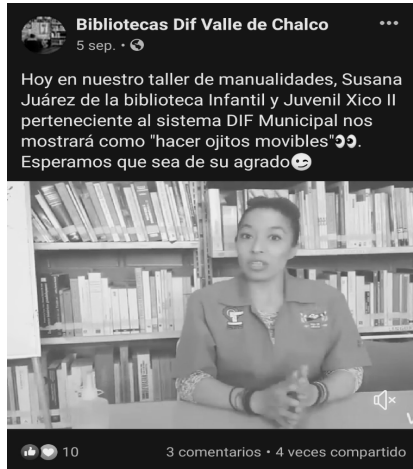 Bibliotecas Dif Valle de Chalco
5 sep.
Hoy en nuestro taller de manualidades, Susana
Juárez de la biblioteca Infantil y Juvenil Xico II
perteneciente al sistema DIF Municipal nos
mostrará como "hacer ojitos movibles"👀.
Esperamos que sea de su agrado😉
10
3 comentarios • 4 veces compartido